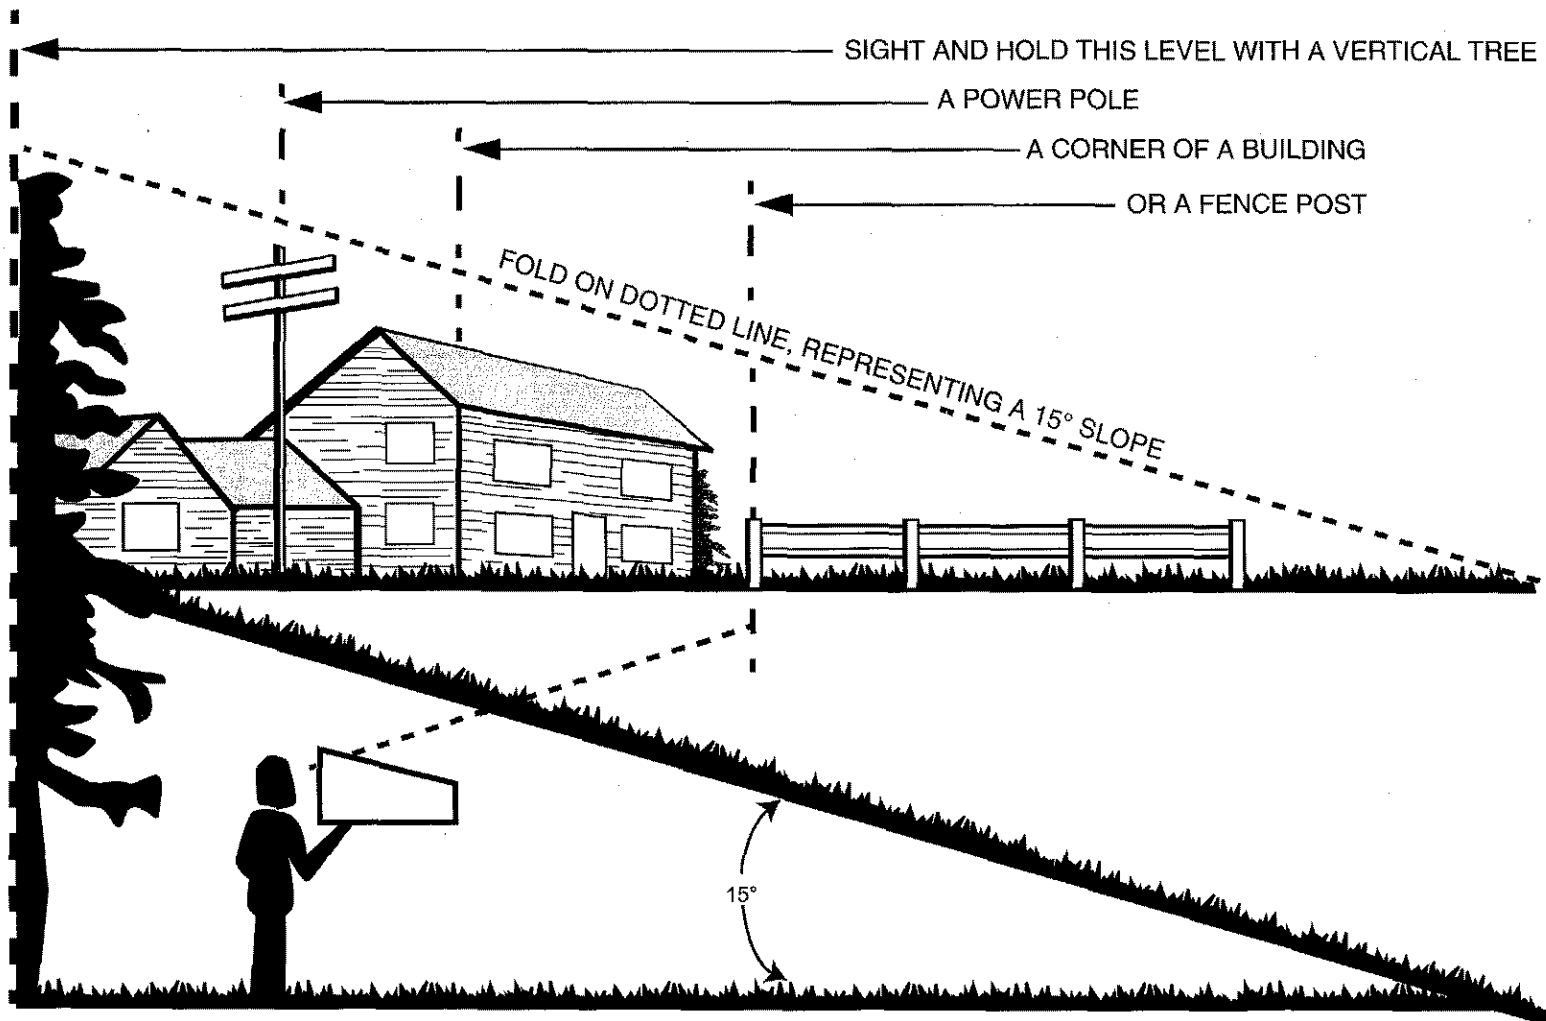 SIGHT AND HOLD THIS LEVEL WITH A VERTICAL TREE
A POWER POLE
A CORNER OF A BUILDING
OR A FENCE POST
FOLD ON DOTTED LINE, REPRESENTING A 15° SLOPE
15°